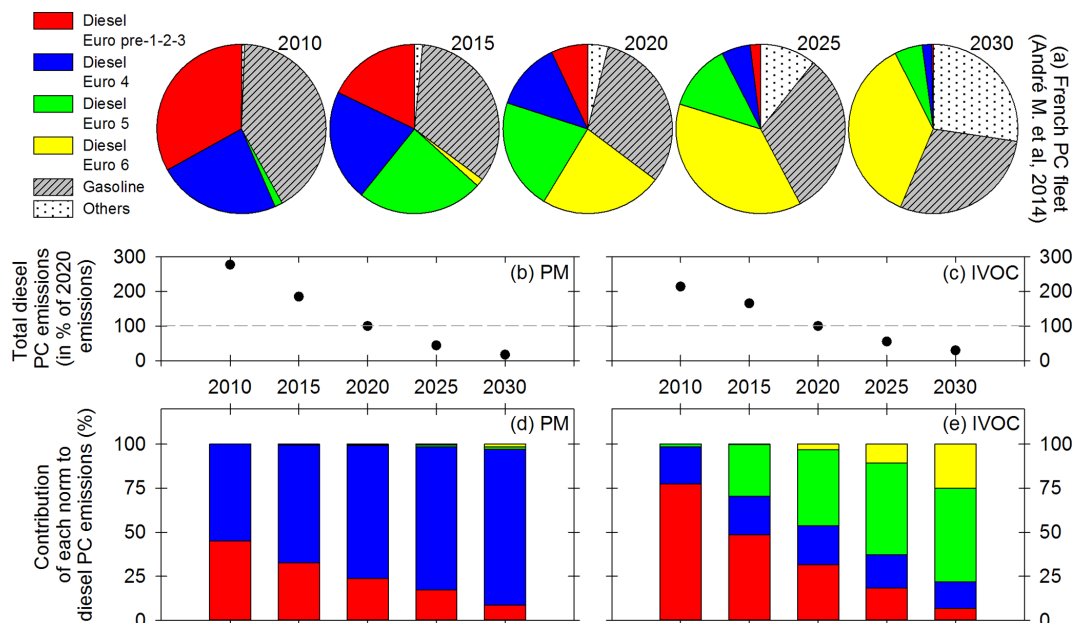 Diesel
Euro pre-1-2-3
Diesel
Euro 4
Diesel
Euro 5
Diesel
Euro 6
Gasoline
Others
2010
2015
2020
2025
2030
(a) French PC fleet
(André M. et al, 2014)
Total diesel
PC emissions
(in % of 2020
emissions)
300
200
100
0
(b) PM
(c) IVOC
300
200
100
0
2010 2015 2020 2025 2030
2010 2015 2020 2025 2030
Contribution
of each norm to
diesel PC emissions (%)
100
75
50
25
0
(d) PM
(e) IVOC
100
75
50
25
0